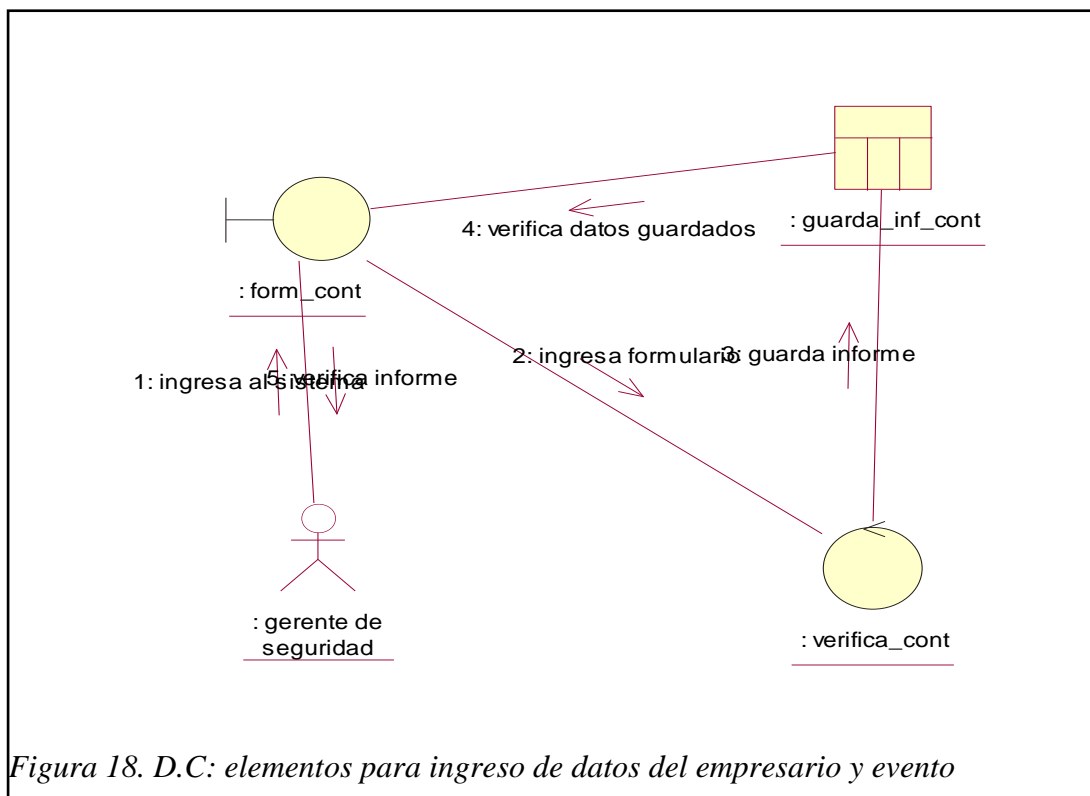 4: verifica datos guardados
: guarda_inf_cont
: form_cont
2: ingresa formulario
3: guarda informe
1: ingresa al sistema
5: verifica informe
: gerente de
seguridad
: verifica_cont
Figura 18. D.C: elementos para ingreso de datos del empresario y evento